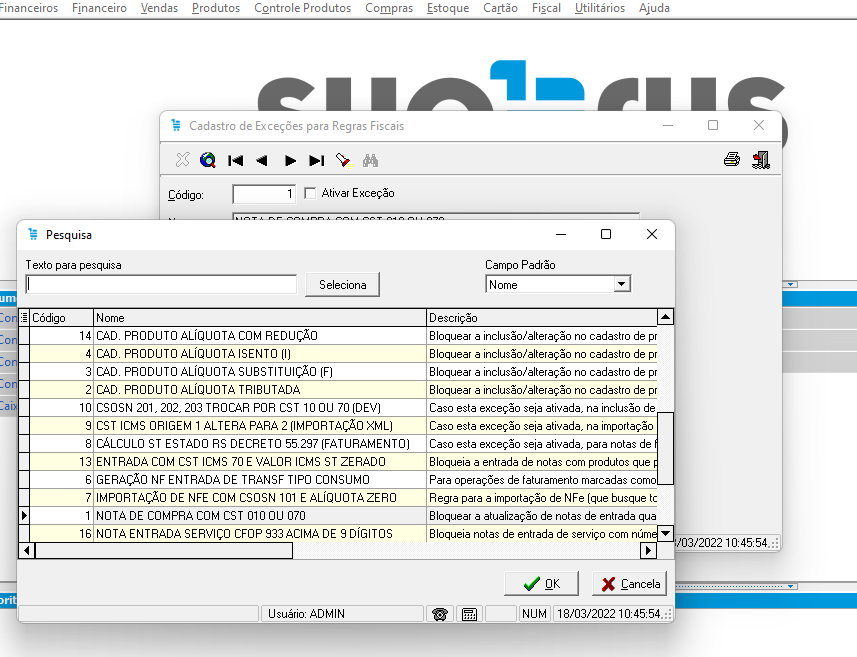 Financeiros Financeiro Vendas Produtos Controle Produtos Compras Estoque Cartão Fiscal Utilitários Ajuda
Cadastro de Exceções para Regras Fiscais
Código: 1 Ativar Exceção
NOTA DE COMPRA COM CST 010 OU 070
Pesquisa
Texto para pesquisa Campo Padrão
Seleciona Nome
Código Nome Descrição
14 CAD. PRODUTO ALÍQUOTA COM REDUÇÃO Bloquear a inclusão/alteração no cadastro de pr
4 CAD. PRODUTO ALÍQUOTA ISENTO (I) Bloquear a inclusão/alteração no cadastro de pr
3 CAD. PRODUTO ALÍQUOTA SUBSTITUIÇÃO (F) Bloquear a inclusão/alteração no cadastro de pr
2 CAD. PRODUTO ALÍQUOTA TRIBUTADA Bloquear a inclusão/alteração no cadastro de pr
10 CSOSN 201, 202, 203 TROCAR POR CST 10 OU 70 (DEV) Caso esta exceção seja ativada, na inclusão de
9 CST ICMS ORIGEM 1 ALTERA PARA 2 (IMPORTAÇÃO XML) Caso esta exceção seja ativada, na importação
8 CÁLCULO ST ESTADO RS DECRETO 55.297 (FATURAMENTO) Caso esta exceção seja ativada, para notas de f
13 ENTRADA COM CST ICMS 70 E VALOR ICMS ST ZERADO Bloqueia a entrada de notas com produtos que p
6 GERAÇÃO NF ENTRADA DE TRANSF TIPO CONSUMO Para operações de faturamento marcadas como
7 IMPORTAÇÃO DE NFE COM CSOSN 101 E ALÍQUOTA ZERO Regra para a importação de NFe (que busque to
1 NOTA DE COMPRA COM CST 010 OU 070 Bloquear a atualização de notas de entrada qua
16 NOTA ENTRADA SERVIÇO CFOP 933 ACIMA DE 9 DÍGITOS Bloqueia notas de entrada de serviço com núme
/03/2022 10:45:54
OK Cancela
Usuário: ADMIN NUM 18/03/2022 10:45:54